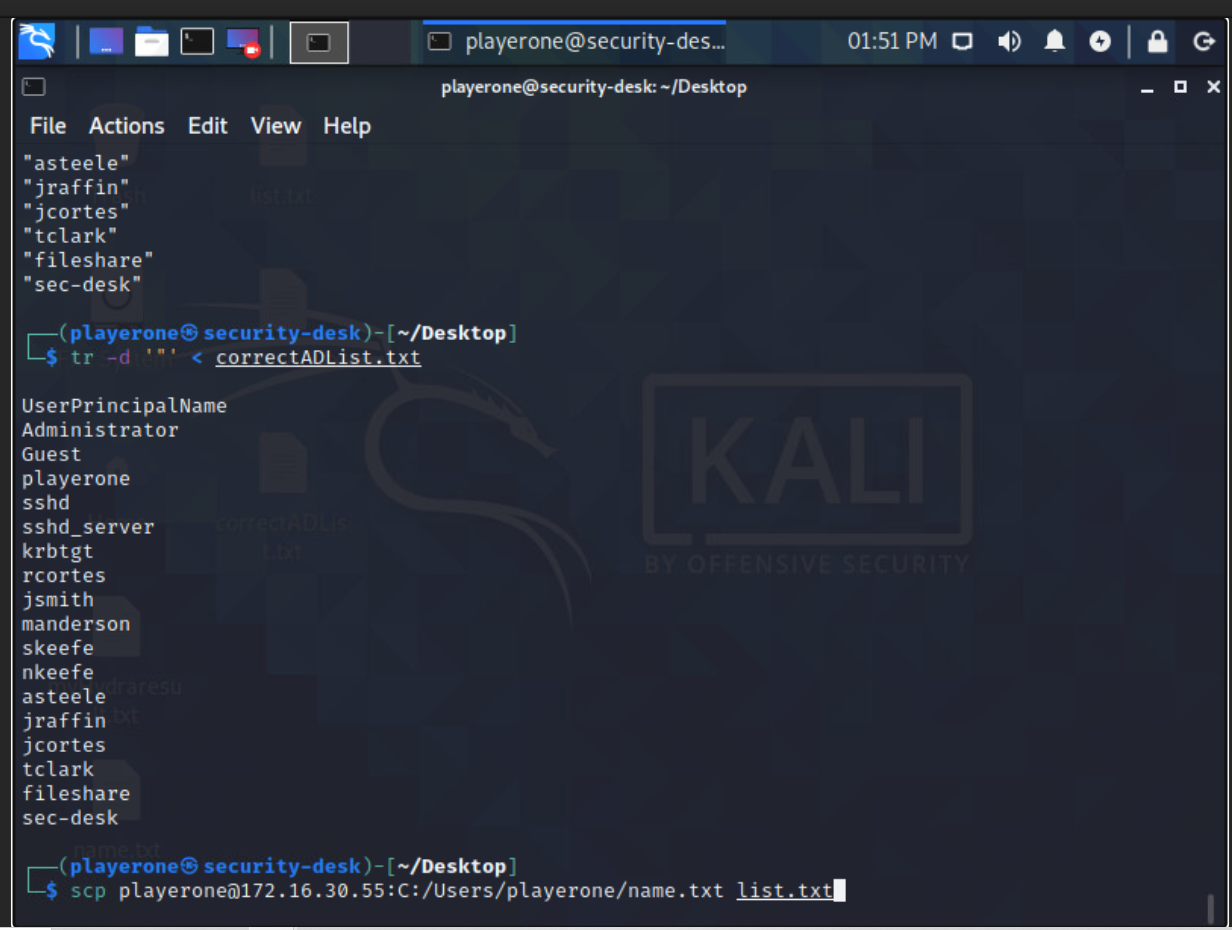 playerone@security-des...
01:51 PM
playerone@security-desk: ~/Desktop
File Actions Edit View Help
"asteele"
"jraffin"
"jcortes"
"tclark"
"fileshare"
"sec-desk"
┌──(playerone㉿security-desk)-[~/Desktop]
└─$ tr -d '"' < correctADList.txt
UserPrincipalName
Administrator
Guest
playerone
sshd
sshd_server
krbtgt
rcortes
jsmith
manderson
skeefe
nkeefe
asteele
jraffin
jcortes
tclark
fileshare
sec-desk
┌──(playerone㉿security-desk)-[~/Desktop]
└─$ scp playerone@172.16.30.55:C:/Users/playerone/name.txt list.txt
list.txt
correctADLis
t.txt
name.txt
KALI
BY OFFENSIVE SECURITY